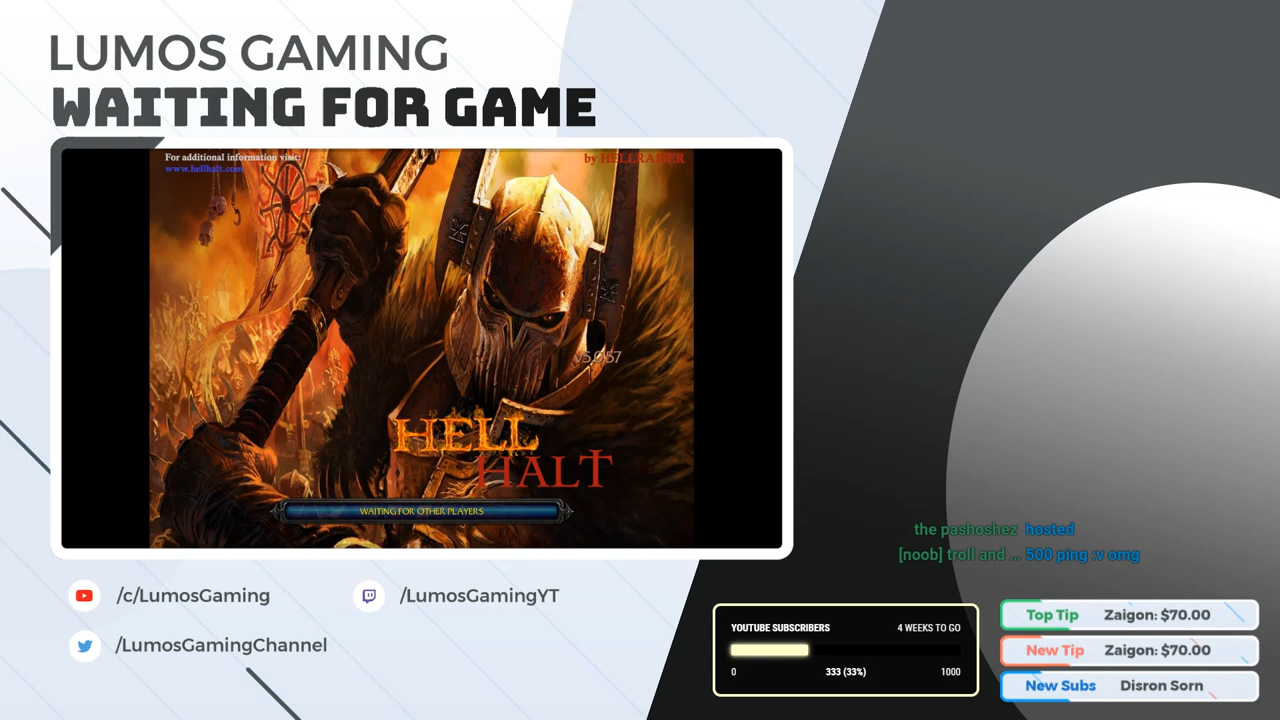 LUMOS GAMING
WAITING FOR GAME
For additional information visit:
www.hellhalt.com
by HELLRAISER
v5.057
HELL
HALT
WAITING FOR OTHER PLAYERS
the pashoshez hosted
[noob] troll and ... 500 ping :v omg
/c/LumosGaming
/LumosGamingYT
/LumosGamingChannel
YOUTUBE SUBSCRIBERS 4 WEEKS TO GO
0 333 (33%) 1000
Top Tip Zaigon: $70.00
New Tip Zaigon: $70.00
New Subs Disron Sorn